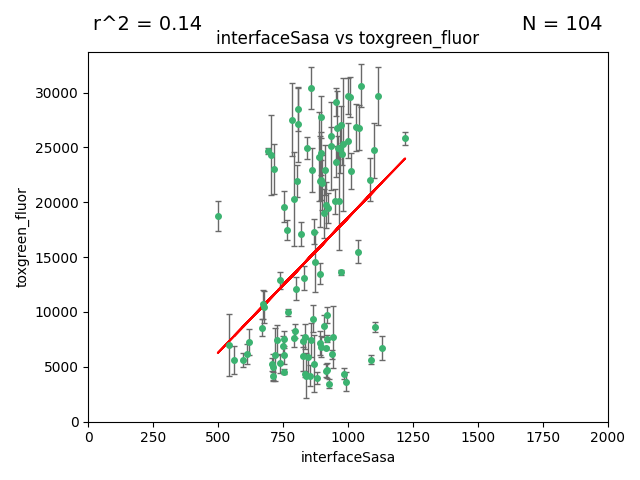 r^2 = 0.14
N = 104
interfaceSasa vs toxgreen_fluor
toxgreen_fluor
30000
25000
20000
15000
10000
5000
0
0 250 500 750 1000 1250 1500 1750 2000
interfaceSasa